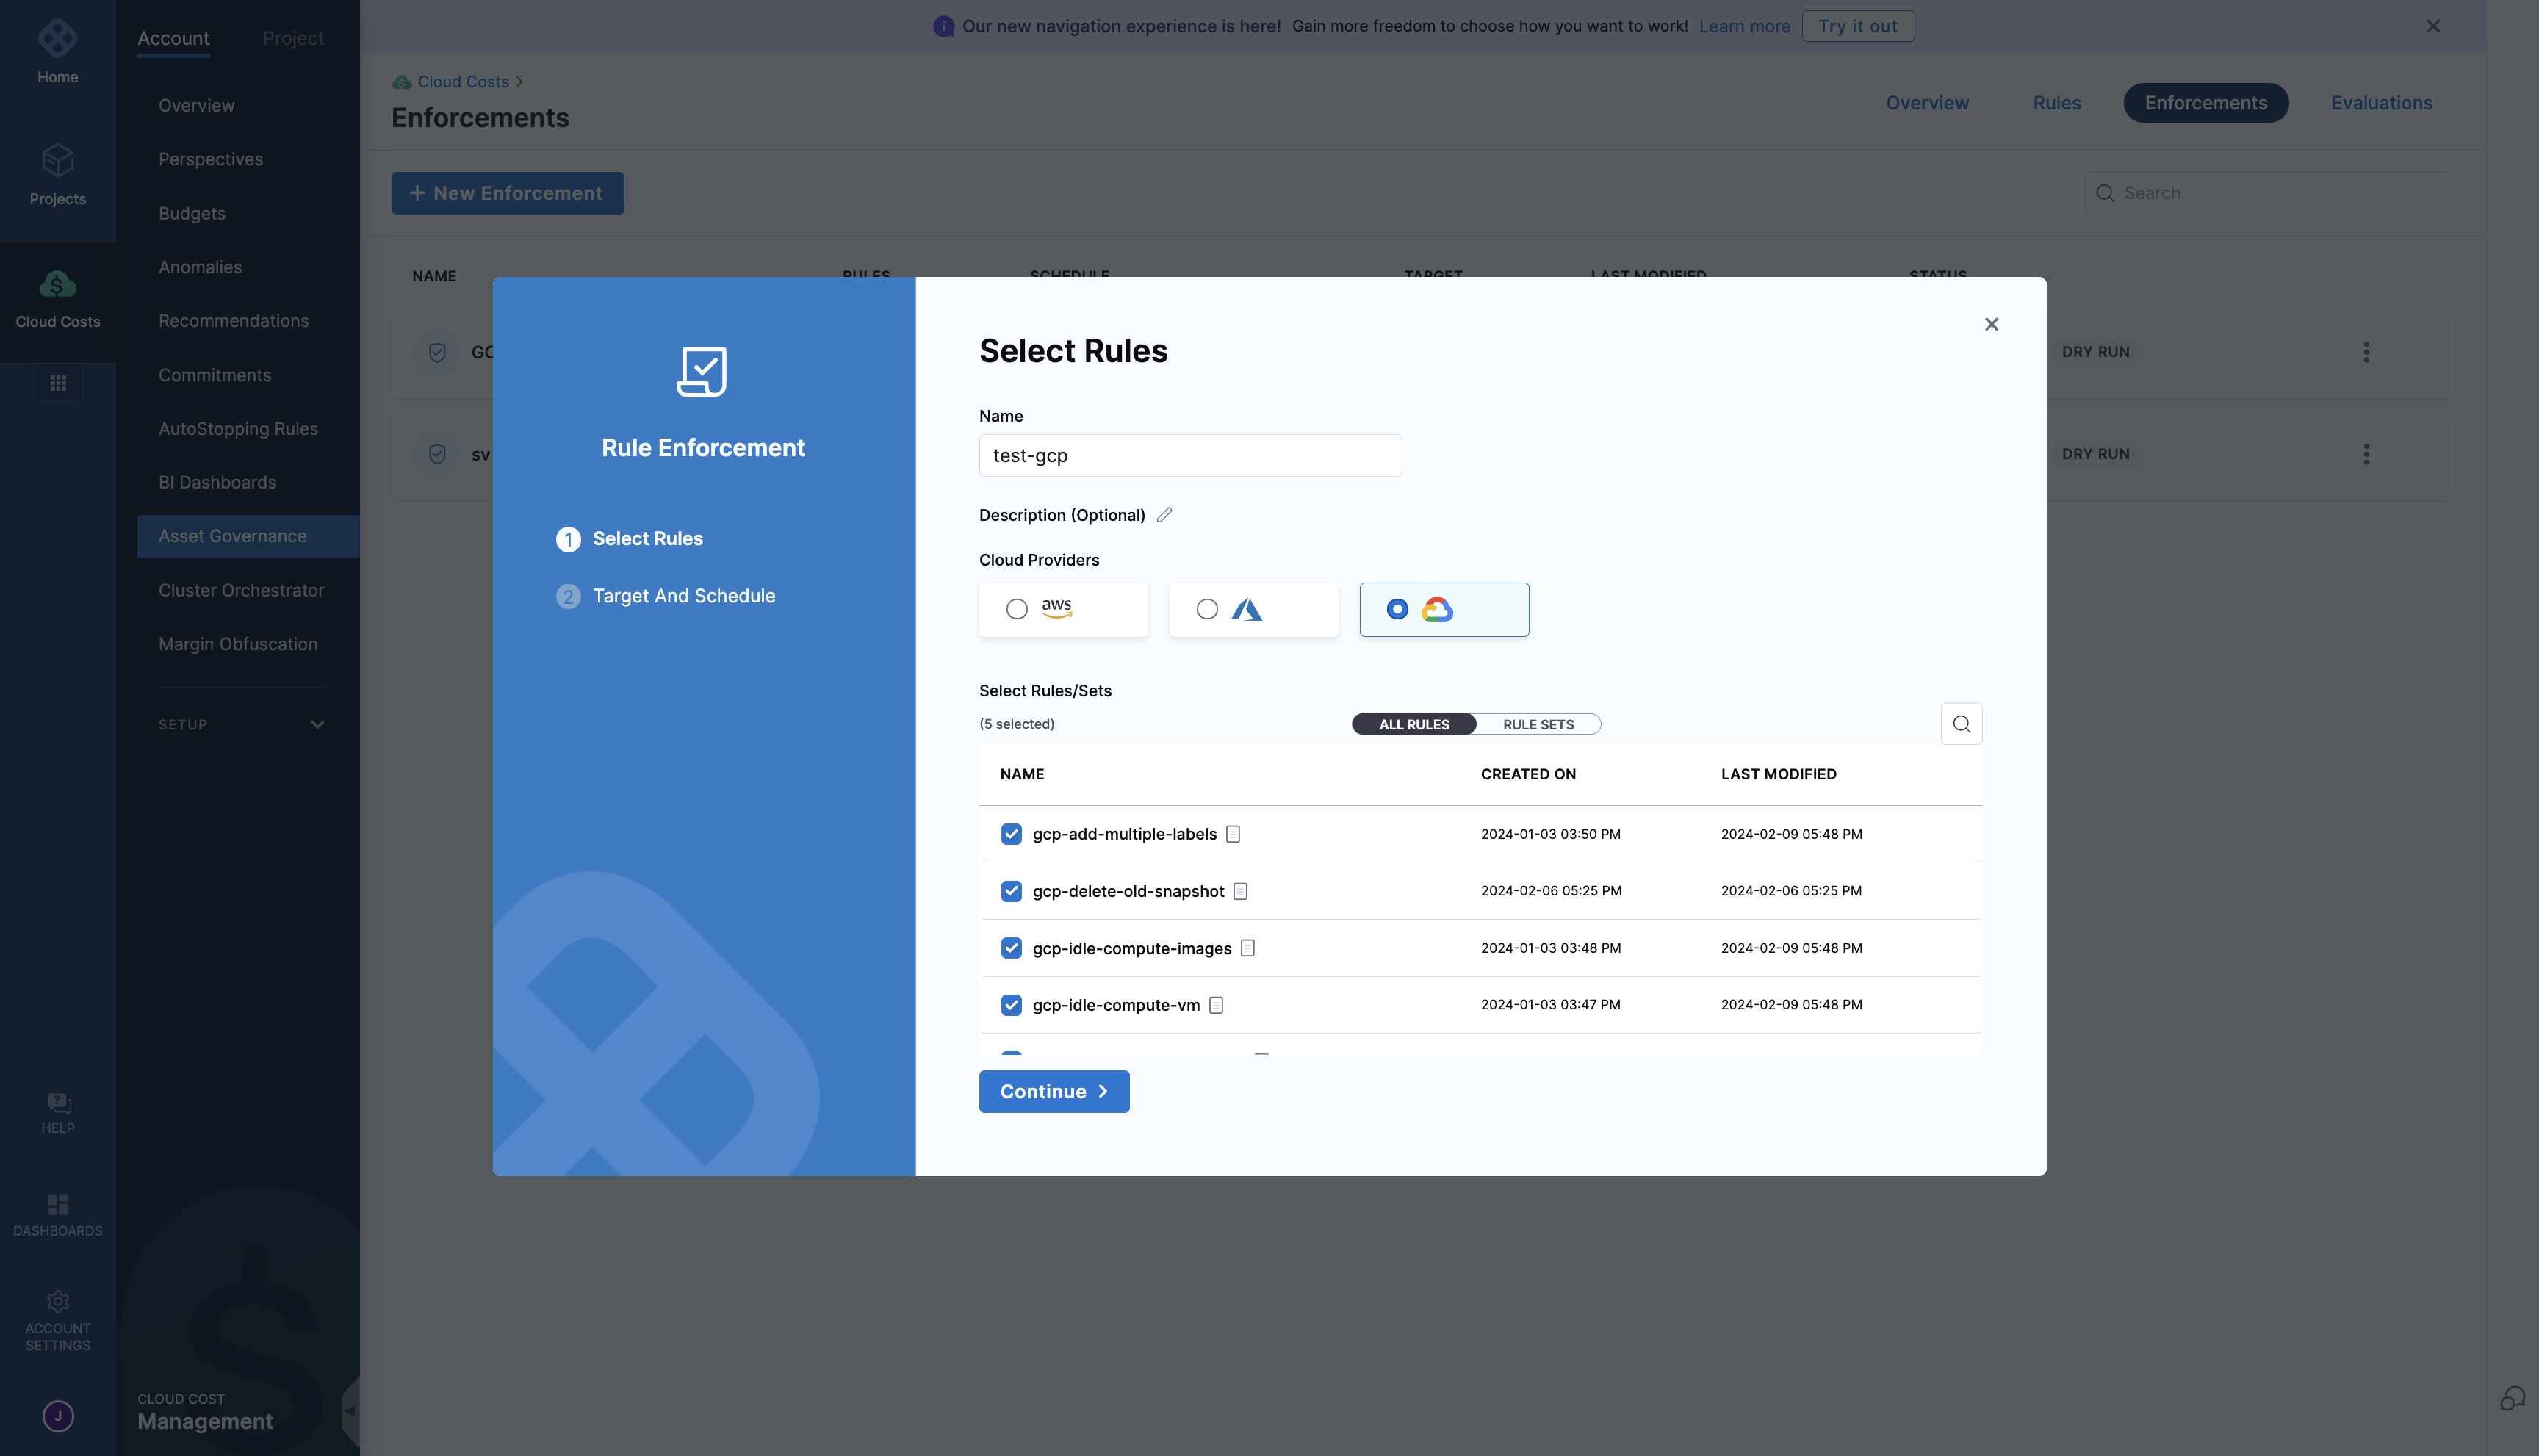 Our new navigation experience is here! Gain more freedom to choose how you want to work! Learn more Try it out
Home
Projects
Cloud Costs
HELP
DASHBOARDS
ACCOUNT
SETTINGS
J
Account Project
Overview
Perspectives
Budgets
Anomalies
Recommendations
Commitments
AutoStopping Rules
BI Dashboards
Asset Governance
Cluster Orchestrator
Margin Obfuscation
SETUP
CLOUD COST
Management
Cloud Costs >
Enforcements
Overview Rules Enforcements Evaluations
+ New Enforcement
Search
NAME RULES SCHEDULE TARGET LAST MODIFIED STATUS
DRY RUN
sv DRY RUN
Rule Enforcement
1 Select Rules
2 Target And Schedule
Select Rules
Name
test-gcp
Description (Optional)
Cloud Providers
aws
Select Rules/Sets
(5 selected) ALL RULES RULE SETS
NAME CREATED ON LAST MODIFIED
gcp-add-multiple-labels 2024-01-03 03:50 PM 2024-02-09 05:48 PM
gcp-delete-old-snapshot 2024-02-06 05:25 PM 2024-02-06 05:25 PM
gcp-idle-compute-images 2024-01-03 03:48 PM 2024-02-09 05:48 PM
gcp-idle-compute-vm 2024-01-03 03:47 PM 2024-02-09 05:48 PM
Continue >